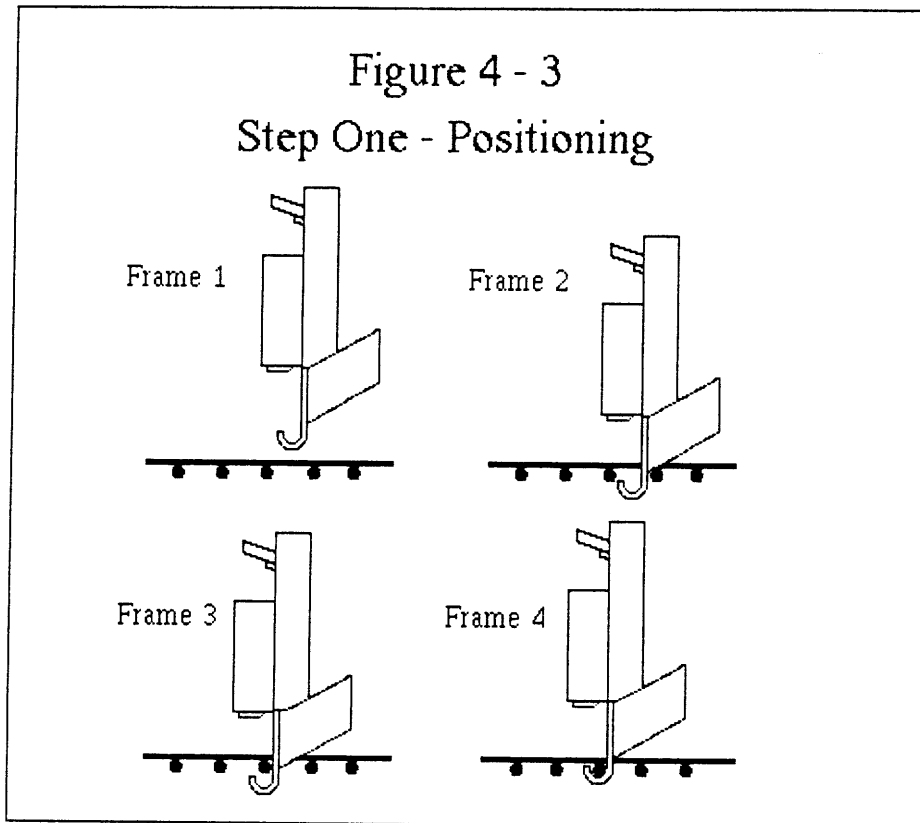 Figure 4 - 3
Step One - Positioning
Frame 1
Frame 2
Frame 3
Frame 4